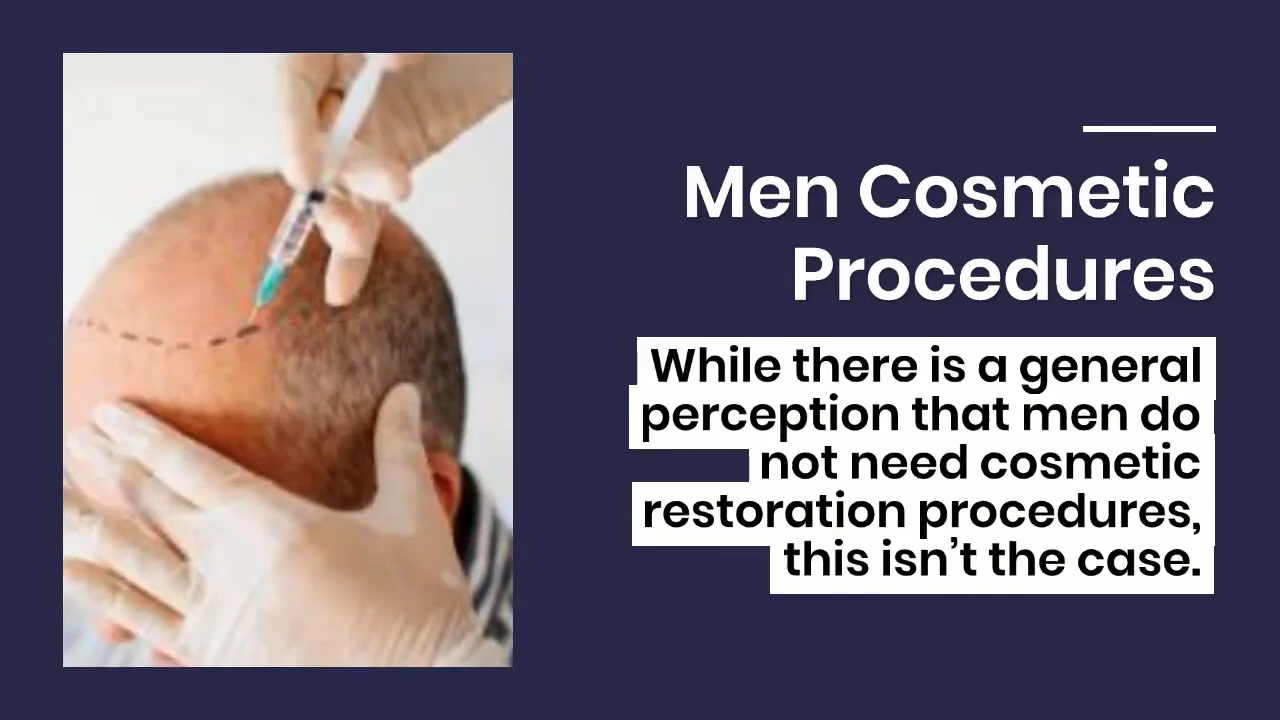 Men Cosmetic
Procedures
While there is a general
perception that men do
not need cosmetic
restoration procedures,
this isn’t the case.